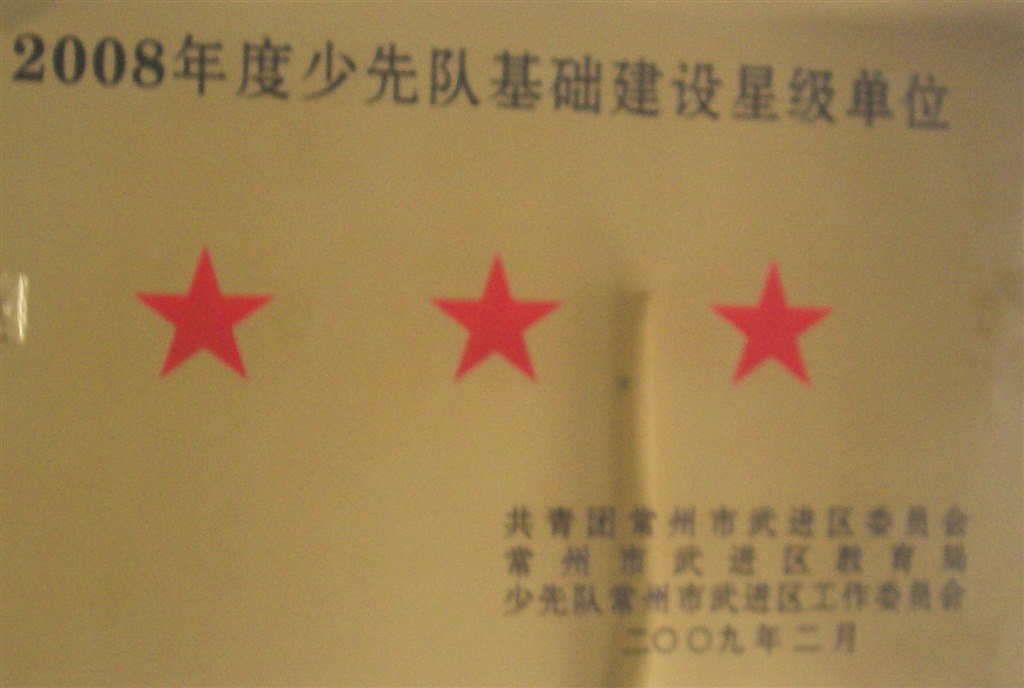 2008年度少先队基础建设星级单位
共青团常州市武进区委员会
常州市武进区教育局
少先队常州市武进区工作委员会
二〇〇九年二月